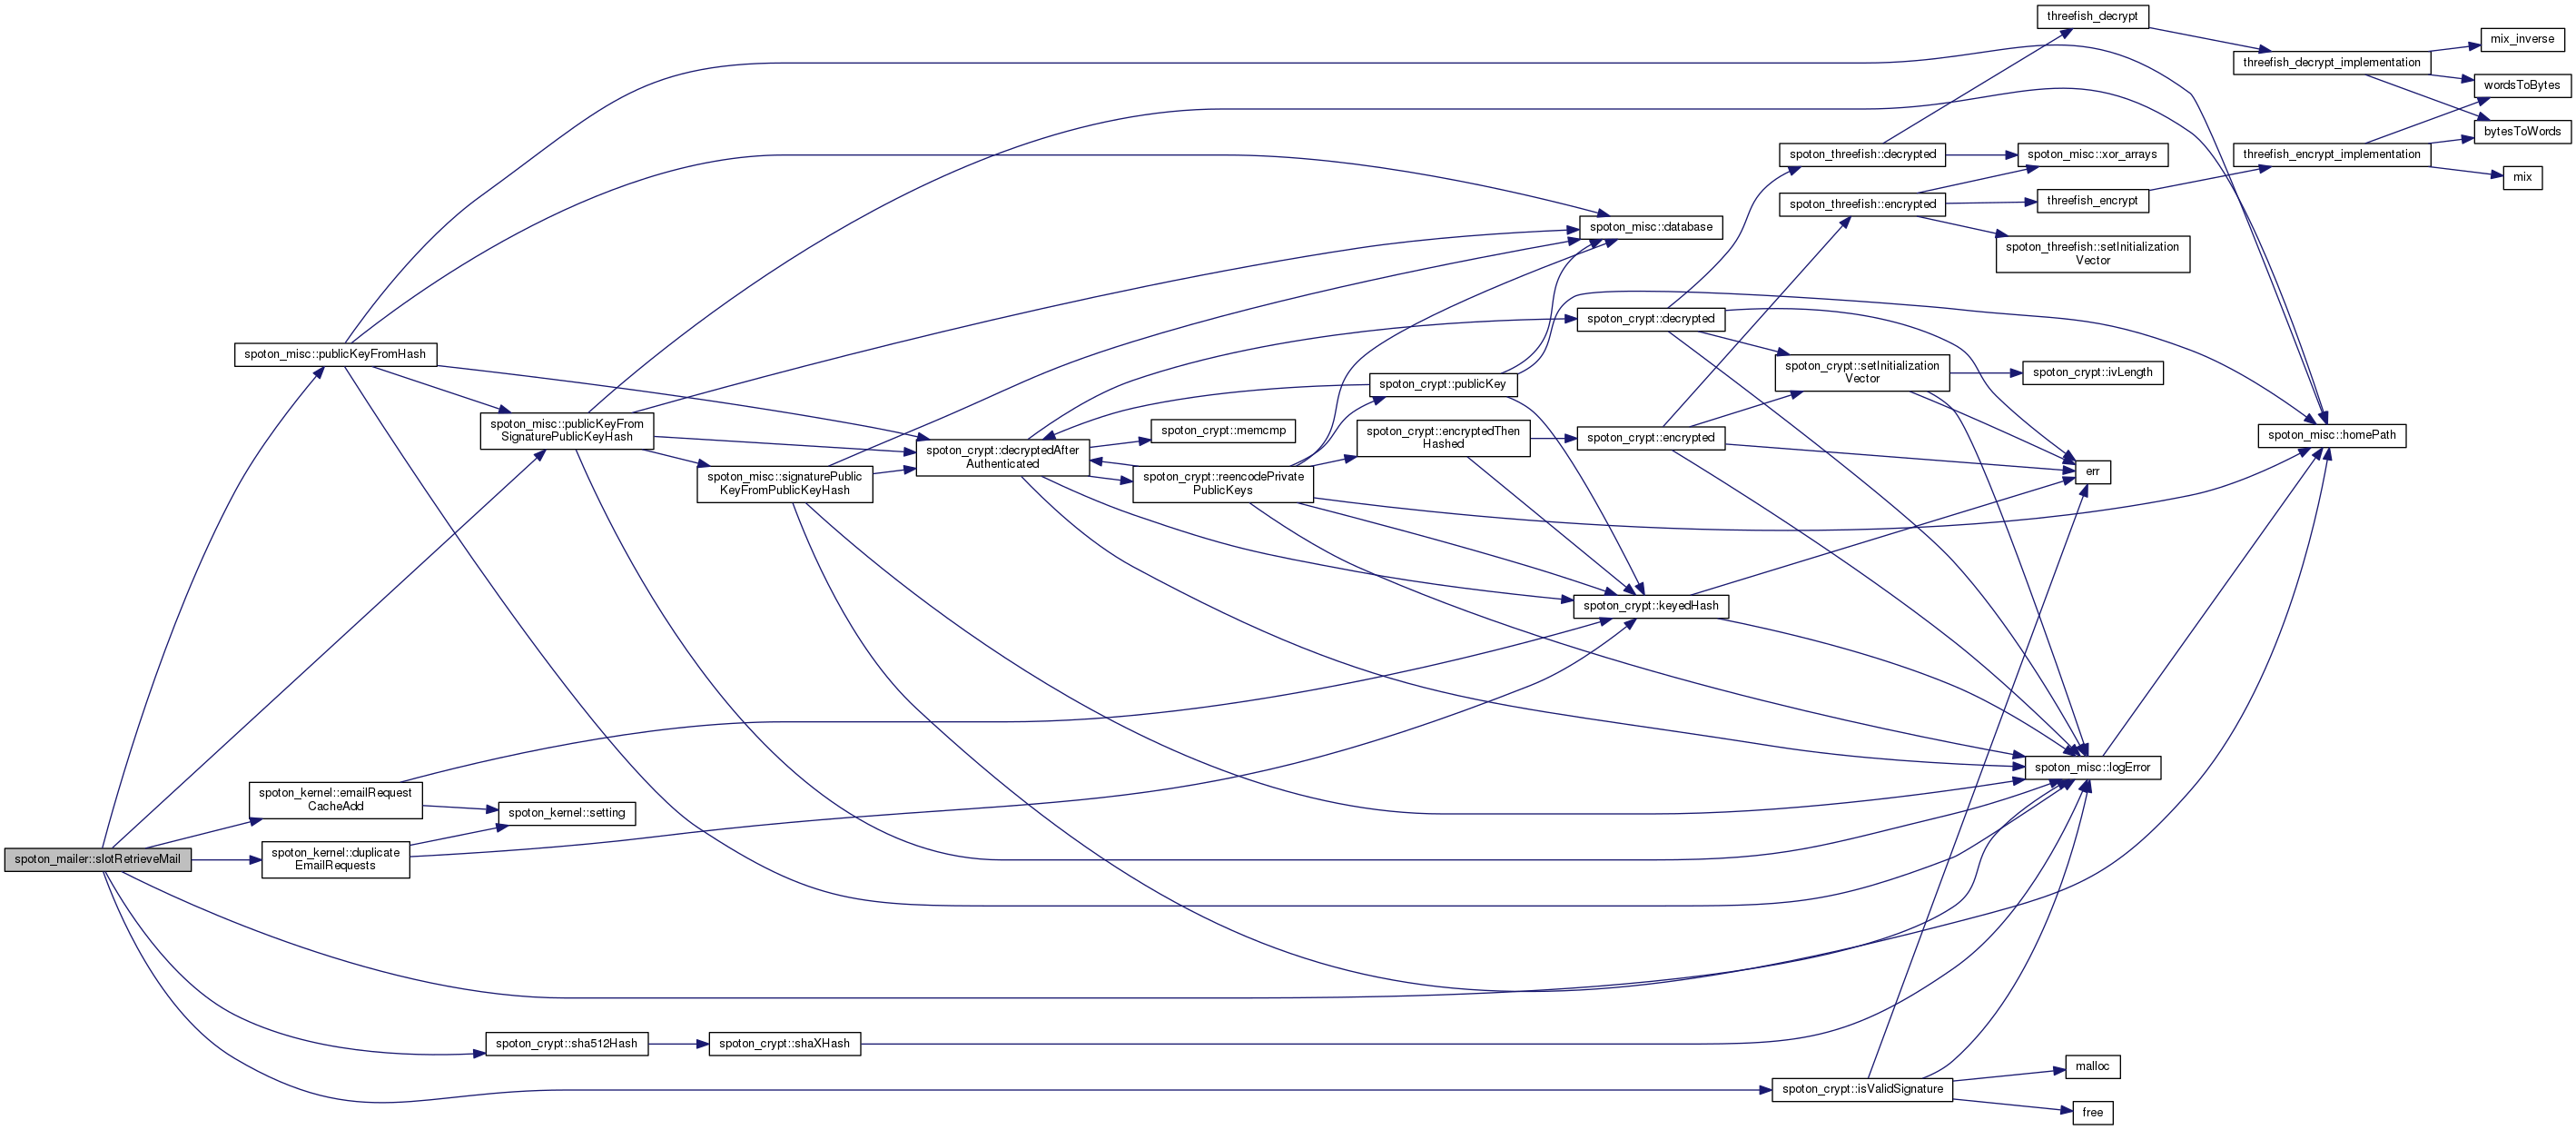 threefish_decrypt
mix_inverse
threefish_decrypt_implementation
wordsToBytes
bytesToWords
spoton_threefish::decrypted
spoton_misc::xor_arrays
threefish_encrypt_implementation
mix
spoton_threefish::encrypted
threefish_encrypt
spoton_misc::database
spoton_threefish::setInitialization
Vector
spoton_crypt::decrypted
spoton_misc::publicKeyFromHash
spoton_crypt::setInitialization
Vector
spoton_crypt::ivLength
spoton_crypt::publicKey
spoton_misc::publicKeyFrom
SignaturePublicKeyHash
spoton_crypt::memcmp
spoton_crypt::encryptedThen
Hashed
spoton_crypt::encrypted
spoton_misc::homePath
spoton_crypt::decryptedAfter
Authenticated
spoton_misc::signaturePublic
KeyFromPublicKeyHash
spoton_crypt::reencodePrivate
PublicKeys
err
spoton_crypt::keyedHash
spoton_misc::logError
spoton_kernel::emailRequest
CacheAdd
spoton_kernel::setting
spoton_mailer::slotRetrieveMail
spoton_kernel::duplicate
EmailRequests
spoton_crypt::sha512Hash
spoton_crypt::shaXHash
malloc
spoton_crypt::isValidSignature
free